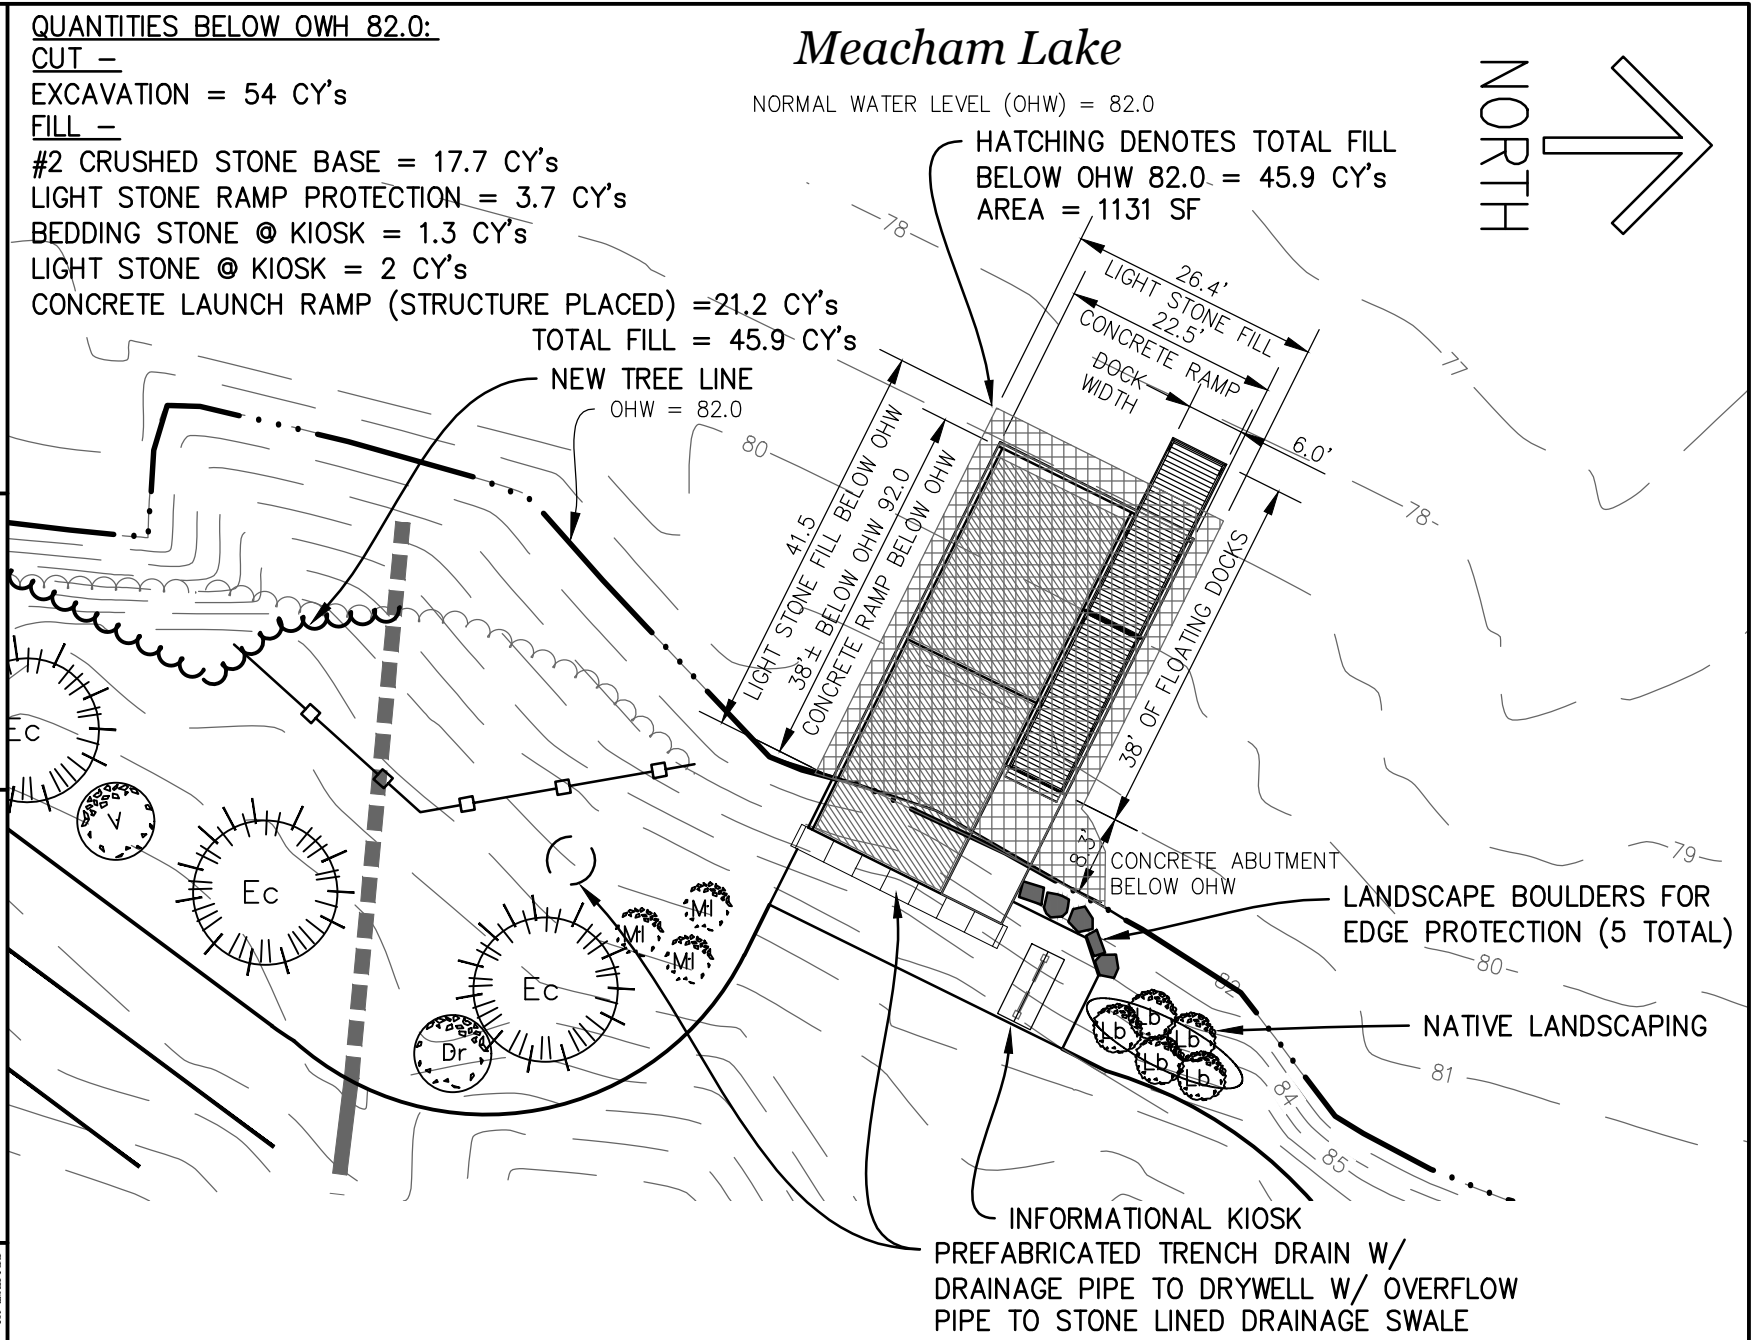 QUANTITIES BELOW OWH 82.0:
CUT –
EXCAVATION = 54 CY's
FILL –
#2 CRUSHED STONE BASE = 17.7 CY's
LIGHT STONE RAMP PROTECTION = 3.7 CY's
BEDDING STONE @ KIOSK = 1.3 CY's
LIGHT STONE @ KIOSK = 2 CY's
CONCRETE LAUNCH RAMP (STRUCTURE PLACED) =21.2 CY's
TOTAL FILL = 45.9 CY's
Meacham Lake
NORMAL WATER LEVEL (OHW) = 82.0
HATCHING DENOTES TOTAL FILL
BELOW OHW 82.0 = 45.9 CY's
AREA = 1131 SF
NORTH
NEW TREE LINE
OHW = 82.0
78
26.4'
LIGHT STONE FILL
22.5'
CONCRETE RAMP
DOCK
WIDTH
6.0'
77
80
78
41.5
LIGHT STONE FILL BELOW OHW
38'± BELOW OHW 92.0
CONCRETE RAMP BELOW OHW
38' OF FLOATING DOCKS
8.3'
CONCRETE ABUTMENT
BELOW OHW
79
LANDSCAPE BOULDERS FOR
EDGE PROTECTION (5 TOTAL)
80
82
NATIVE LANDSCAPING
81
84
85
Ec
V
Ec
Ec
Dr
Ml
Ml
Ml
Lb
Lb
Lb
Lb
Lb
INFORMATIONAL KIOSK
PREFABRICATED TRENCH DRAIN W/
DRAINAGE PIPE TO DRYWELL W/ OVERFLOW
PIPE TO STONE LINED DRAINAGE SWALE